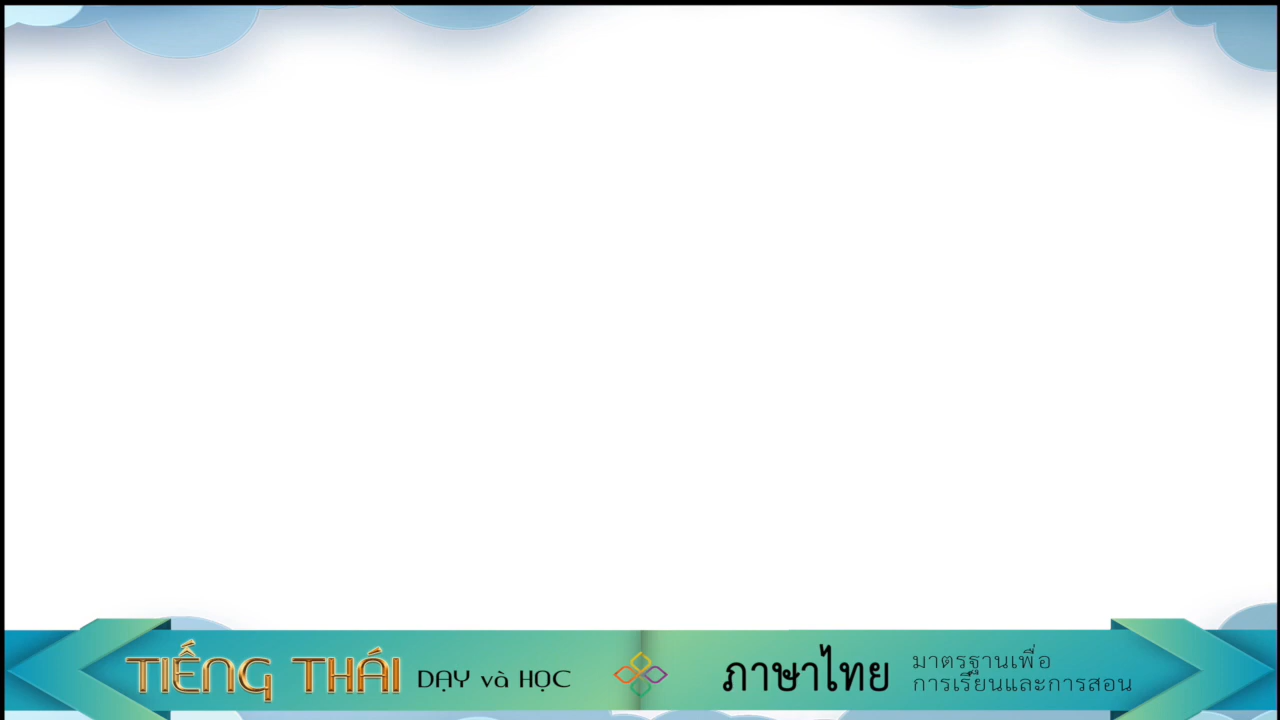 TIẾNG THÁI DẠY và HỌC
ภาษาไทย
มาตรฐานเพื่อ
การเรียนและการสอน